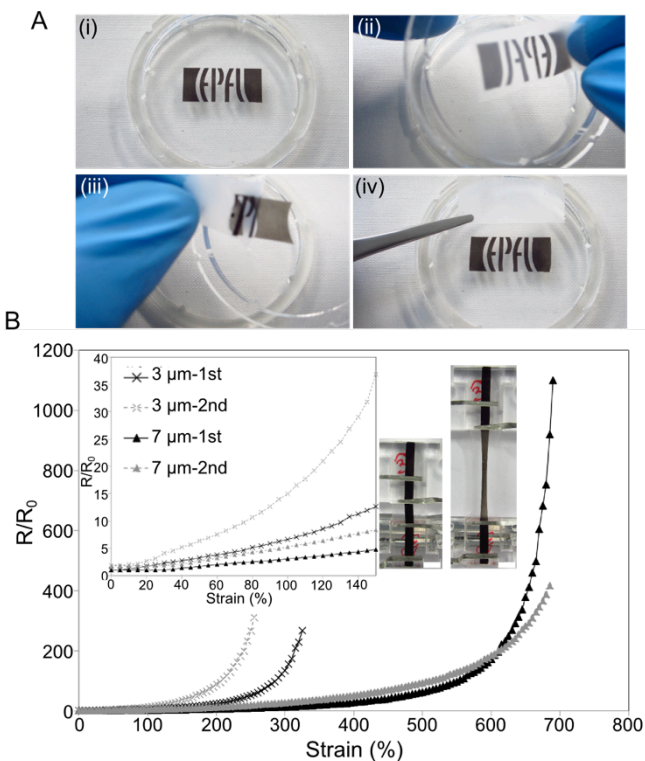 A
(i)
(ii)
EPFL
EPFL
(iii)
(iv)
EPFL
B
1200
1000
800
600
400
200
0
R/R0
0 100 200 300 400 500 600 700 800
Strain (%)
40
35
30
25
20
15
10
5
0
R/R0
3 µm-1st
3 µm-2nd
7 µm-1st
7 µm-2nd
0 20 40 60 80 100 120 140
Strain (%)